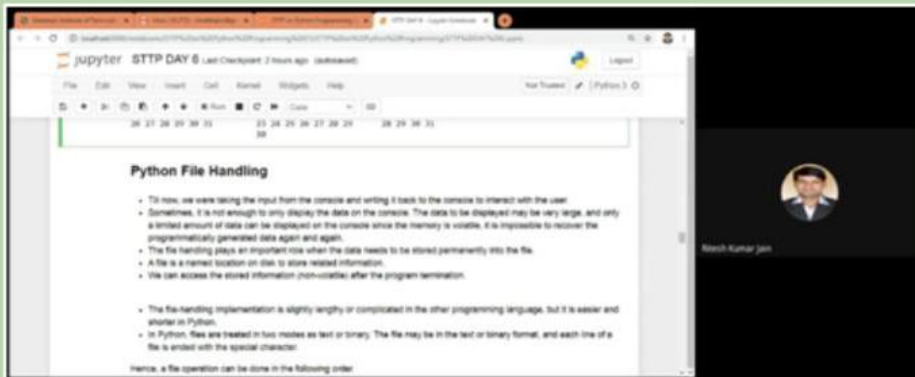 jupyter STTP DAY 6 Last Checkpoint: 2 hours ago (autosaved)
Logout
File Edit View Insert Cell Kernel Widgets Help
Not Trusted Python 3
Run Code
26 27 28 29 30 31 23 24 25 26 27 28 29 28 29 30 31
30
Python File Handling
Till now, we were taking the input from the console and writing it back to the console to interact with the user.
Sometimes, it is not enough to only display the data on the console. The data to be displayed may be very large, and only
a limited amount of data can be displayed on the console since the memory is volatile, it is impossible to recover the
programmatically generated data again and again.
The file handling plays an important role when the data needs to be stored permanently into the file.
A file is a named location on disk to store related information.
We can access the stored information (non-volatile) after the program termination.
The file-handling implementation is slightly lengthy or complicated in the other programming language, but it is easier and
shorter in Python.
In Python, files are treated in two modes as text or binary. The file may be in the text or binary format, and each line of a
file is ended with the special character.
Hence, a file operation can be done in the following order.
Nitesh Kumar Jain